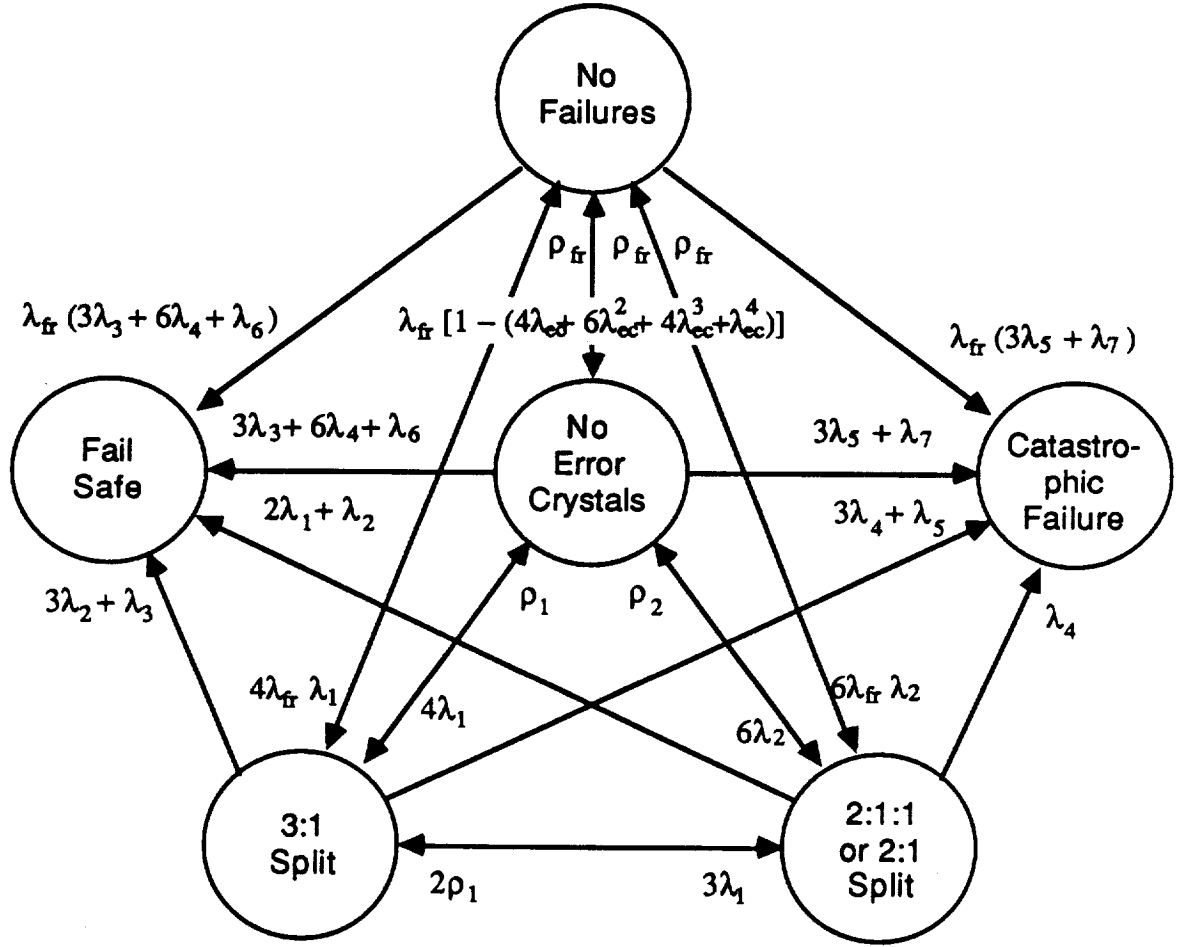 No
Failures
ρfr ρfr ρfr
λfr (3λ3 + 6λ4 + λ6)
λfr [1 − (4λec+ 6λ²ec+ 4λ³ec+λ⁴ec)]
λfr (3λ5 + λ7)
Fail
Safe
3λ3+ 6λ4+ λ6
No
Error
Crystals
3λ5 + λ7
Catastro-
phic
Failure
2λ1+ λ2
3λ4+ λ5
3λ2+ λ3
ρ1
ρ2
λ4
4λfr λ1
4λ1
6λ2
6λfr λ2
3:1
Split
2:1:1
or 2:1
Split
2ρ1
3λ1